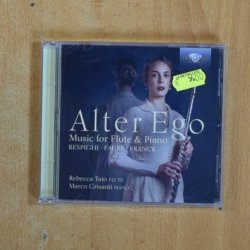 Alter Ego
Music for Flute & Piano
RESPIGHI · FAURÉ · FRANCK
Rebecca Taio FLUTE
Marco Grisanti PIANO